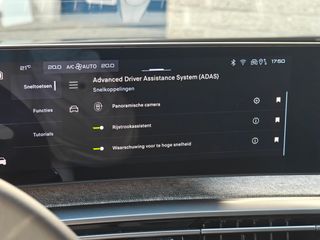 21°C 20.0 A/C AUTO 20.0 17:50
Advanced Driver Assistance System (ADAS)
Sneltoetsen
Snelkoppelingen
Panoramische camera
Functies
Rijstrookassistent
Tutorials
Waarschuwing voor te hoge snelheid